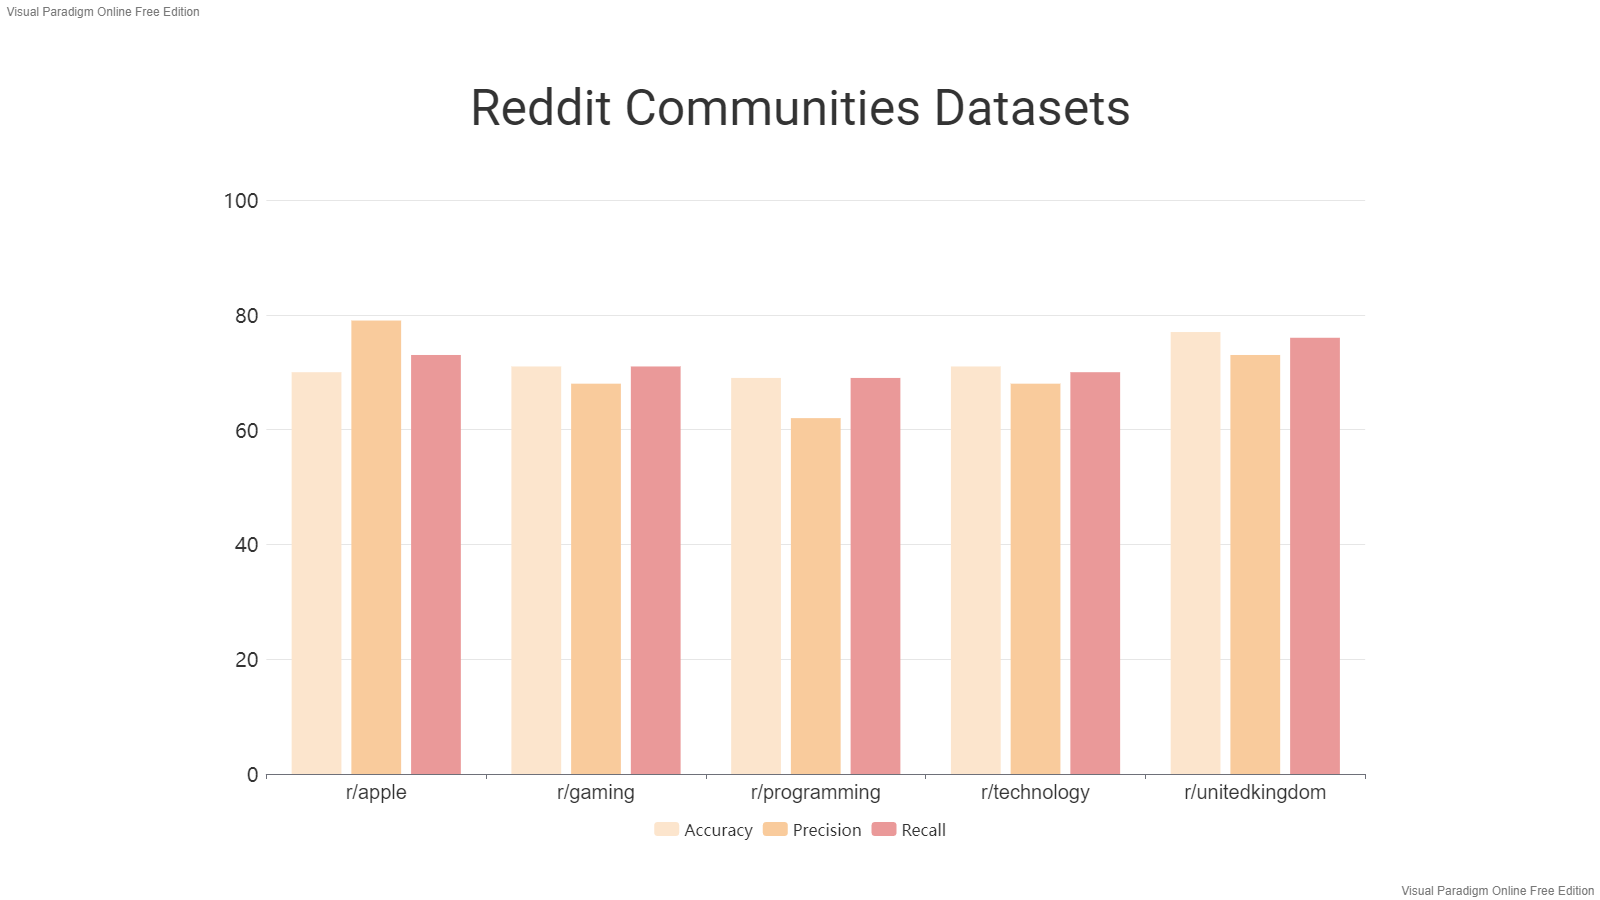 Visual Paradigm Online Free Edition
Reddit Communities Datasets
100
80
60
40
20
0
r/apple r/gaming r/programming r/technology r/unitedkingdom
Accuracy Precision Recall
Visual Paradigm Online Free Edition